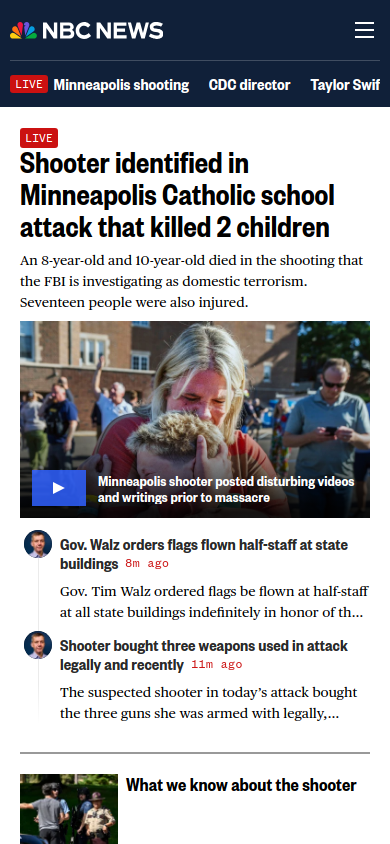 NBC NEWS
LIVE Minneapolis shooting CDC director Taylor Swif
LIVE
Shooter identified in
Minneapolis Catholic school
attack that killed 2 children
An 8-year-old and 10-year-old died in the shooting that
the FBI is investigating as domestic terrorism.
Seventeen people were also injured.
Minneapolis shooter posted disturbing videos
and writings prior to massacre
Gov. Walz orders flags flown half-staff at state
buildings 8m ago
Gov. Tim Walz ordered flags be flown at half-staff
at all state buildings indefinitely in honor of th...
Shooter bought three weapons used in attack
legally and recently 11m ago
The suspected shooter in today's attack bought
the three guns she was armed with legally,...
What we know about the shooter